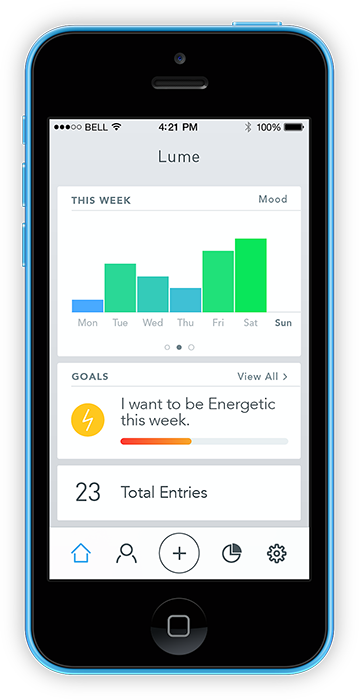 BELL 4:21 PM 100%
Lume
THIS WEEK Mood
Mon Tue Wed Thu Fri Sat Sun
GOALS View All >
I want to be Energetic
this week.
23 Total Entries